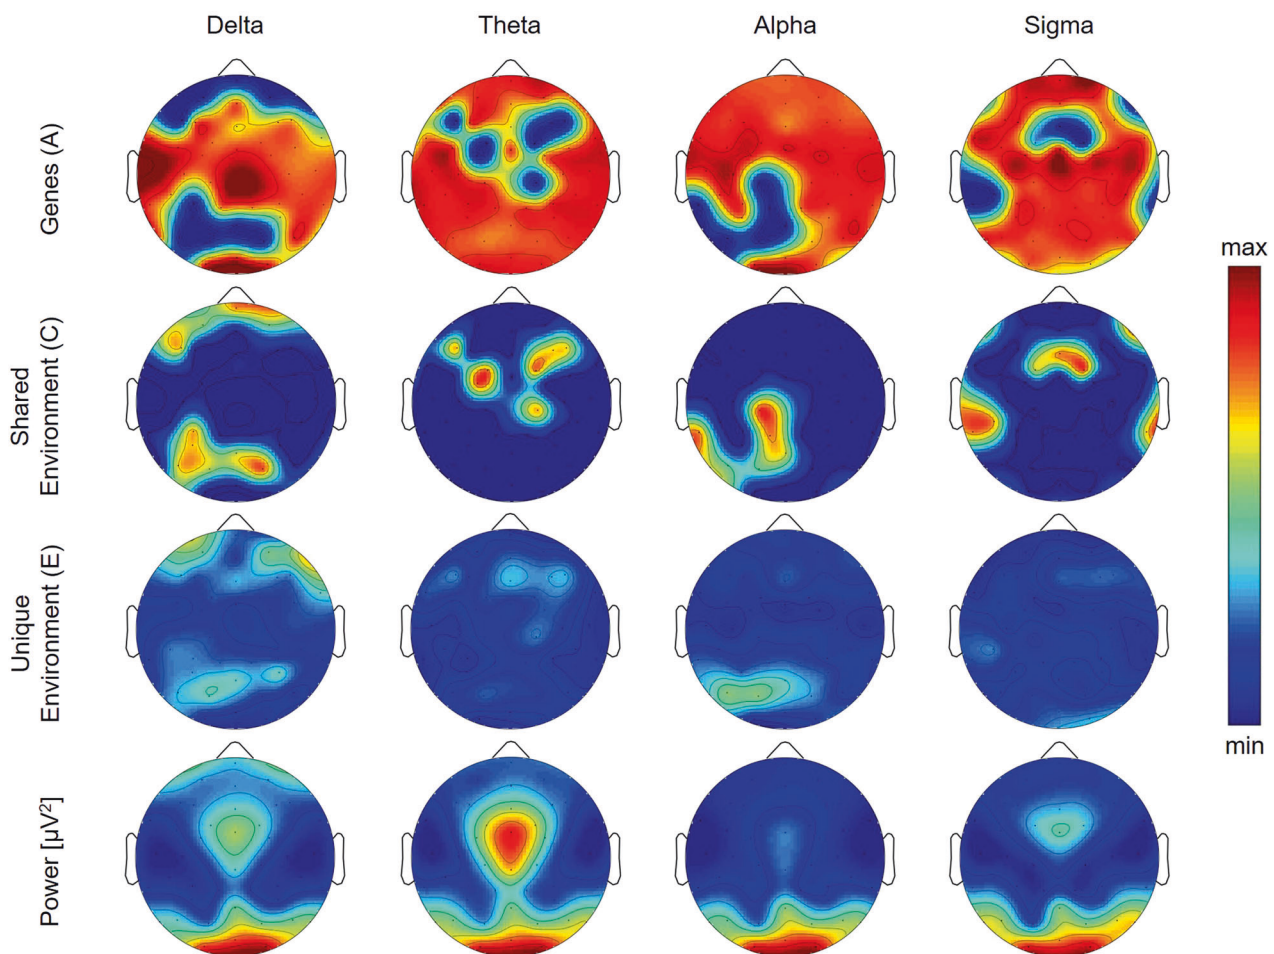 Delta
Theta
Alpha
Sigma
Genes (A)
Shared
Environment (C)
Unique
Environment (E)
Power [µV²]
max
min